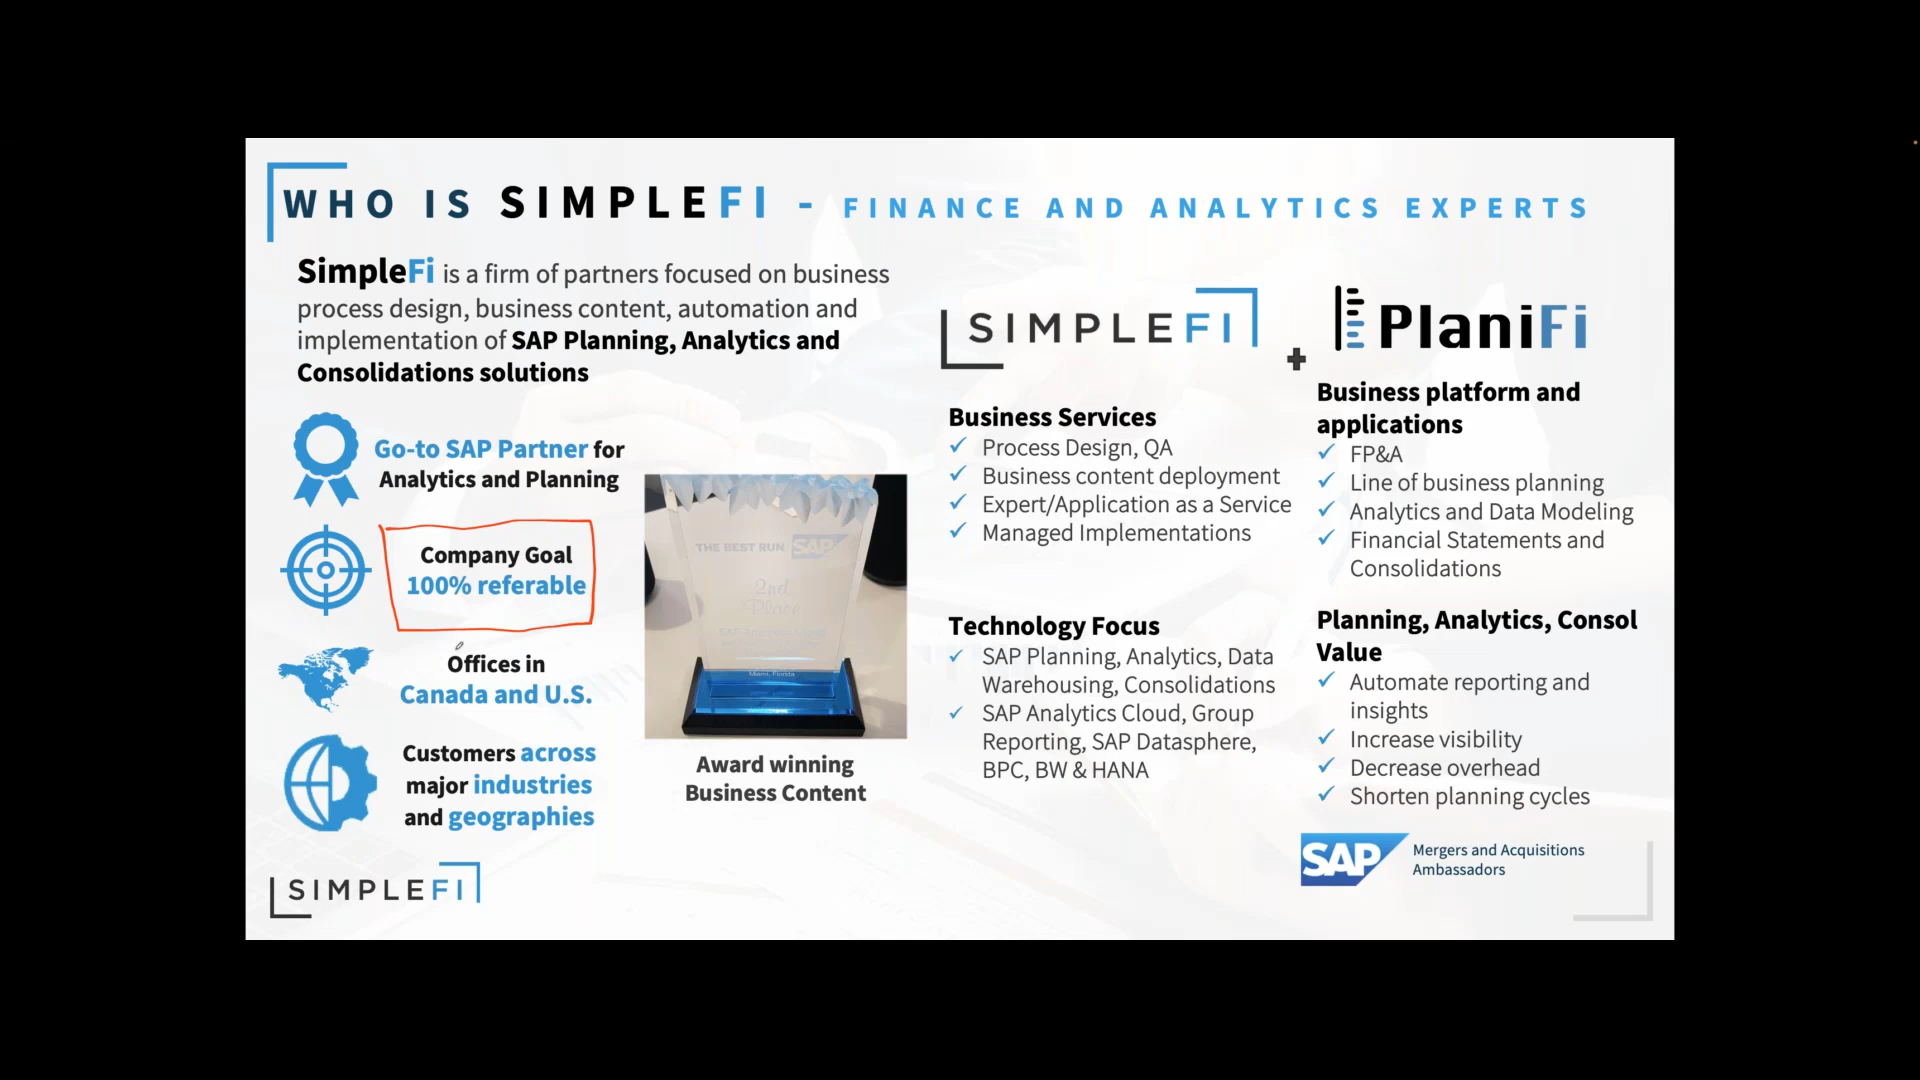 WHO IS SIMPLEFI - FINANCE AND ANALYTICS EXPERTS
SimpleFi is a firm of partners focused on business
process design, business content, automation and
implementation of SAP Planning, Analytics and
Consolidations solutions
Go-to SAP Partner for
Analytics and Planning
Company Goal
100% referable
Offices in
Canada and U.S.
Customers across
major industries
and geographies
SIMPLEFI
THE BEST RUN SAP
2nd
Place
Miami, Florida
Award winning
Business Content
SIMPLEFI
Business Services
✓ Process Design, QA
✓ Business content deployment
✓ Expert/Application as a Service
✓ Managed Implementations
Technology Focus
✓ SAP Planning, Analytics, Data
Warehousing, Consolidations
✓ SAP Analytics Cloud, Group
Reporting, SAP Datasphere,
BPC, BW & HANA
+
PlaniFi
Business platform and
applications
✓ FP&A
✓ Line of business planning
✓ Analytics and Data Modeling
✓ Financial Statements and
Consolidations
Planning, Analytics, Consol
Value
✓ Automate reporting and
insights
✓ Increase visibility
✓ Decrease overhead
✓ Shorten planning cycles
SAP Mergers and Acquisitions
Ambassadors